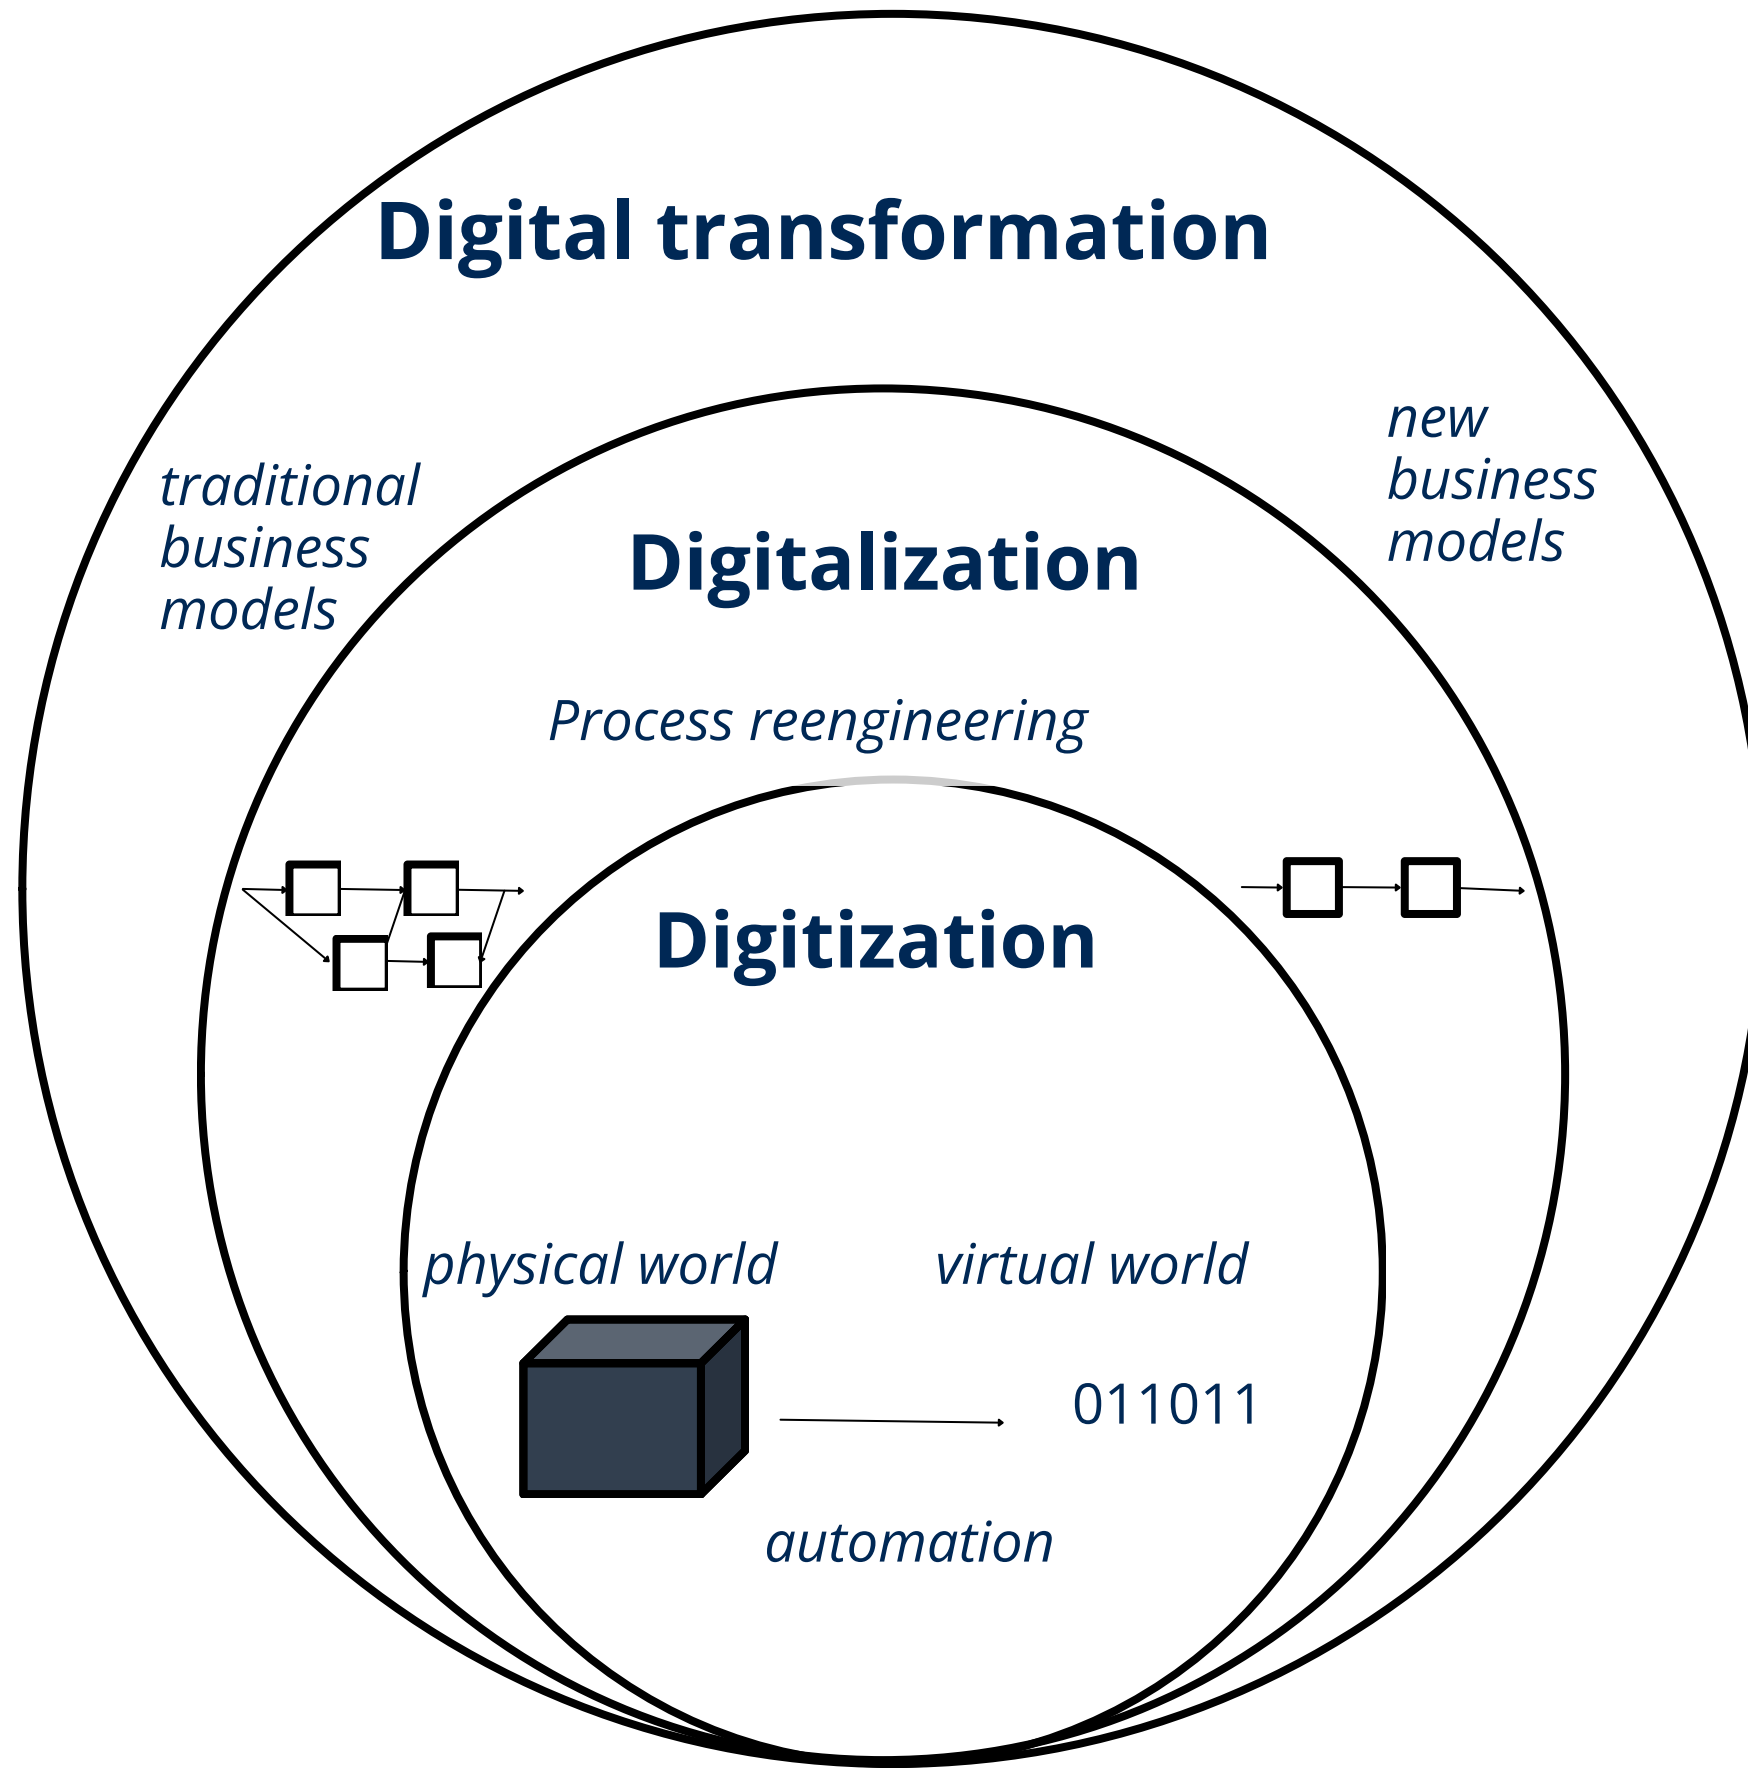 Digital transformation
traditional
business
models
new
business
models
Digitalization
Process reengineering
Digitization
physical world
virtual world
011011
automation